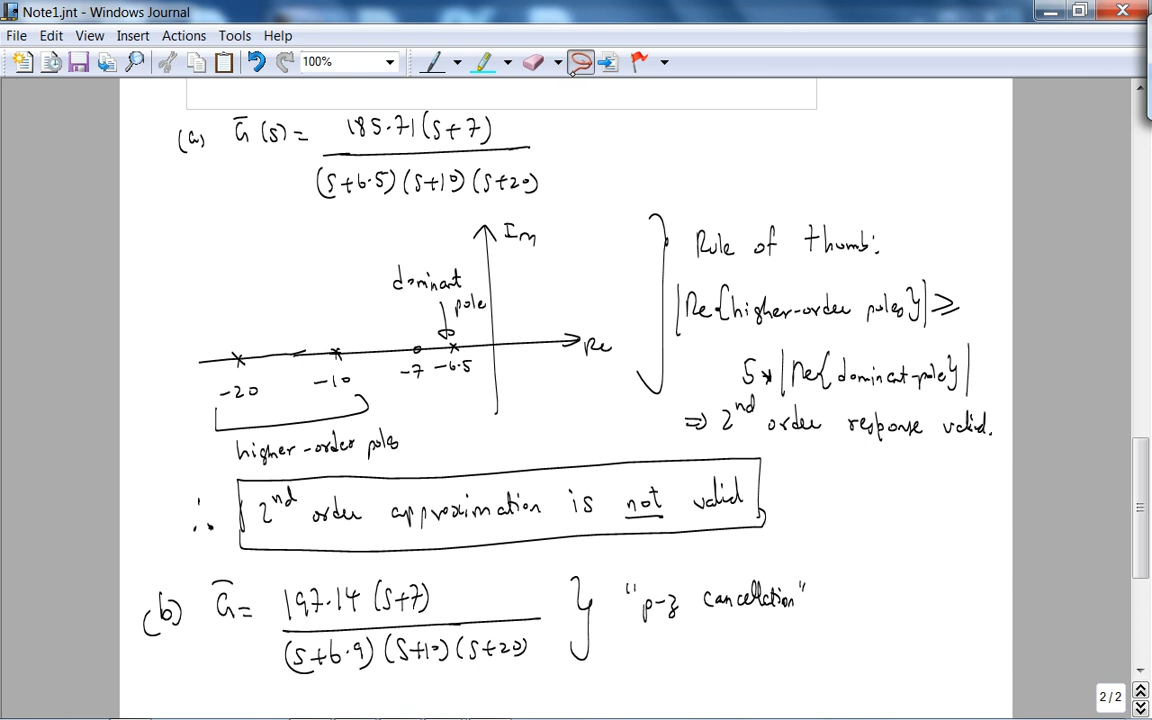 Note1.jnt - Windows Journal
File Edit View Insert Actions Tools Help
100%
(a) G̅(s) = 185.71(s+7)
(s+6.5)(s+10)(s+20)
Im
dominant
pole
Re
-20 -10 -7 -6.5
higher-order poles
Rule of thumb:
|Re{higher-order poles}| ≥
5*|Re{dominant-pole}|
⇒ 2nd order response valid.
∴ 2nd order approximation is not valid
(b) G̅ = 197.14(s+7)
(s+6.9)(s+10)(s+20)
"p-z cancellation"
2/2